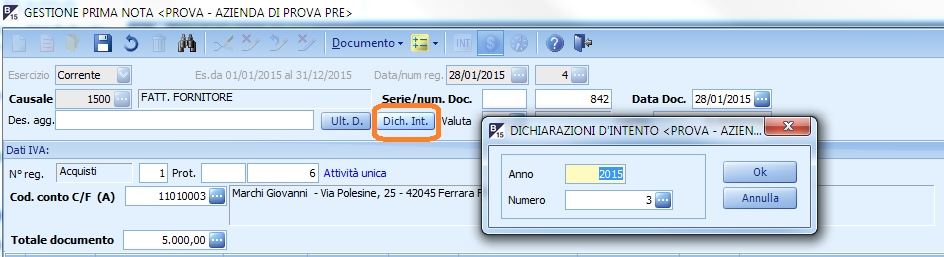 B 15 GESTIONE PRIMA NOTA <PROVA - AZIENDA DI PROVA PRE>
Documento INT $ ?
Esercizio Corrente Es.da 01/01/2015 al 31/12/2015 Data/num reg. 28/01/2015 ... 4 ...
Causale 1500 ... FATT. FORNITORE Serie/num. Doc. 842 Data Doc. 28/01/2015 ...
Des. agg. Ult. D. Dich. Int. Valuta
Dati IVA:
N° reg. Acquisti 1 Prot. 6 Attività unica
Cod. conto C/F (A) 11010003 ... Marchi Giovanni - Via Polesine, 25 - 42045 Ferrara F
Totale documento 5.000,00 ...
B 15 DICHIARAZIONI D'INTENTO <PROVA - AZIEN...
Anno 2015 Ok
Numero 3 ... Annulla